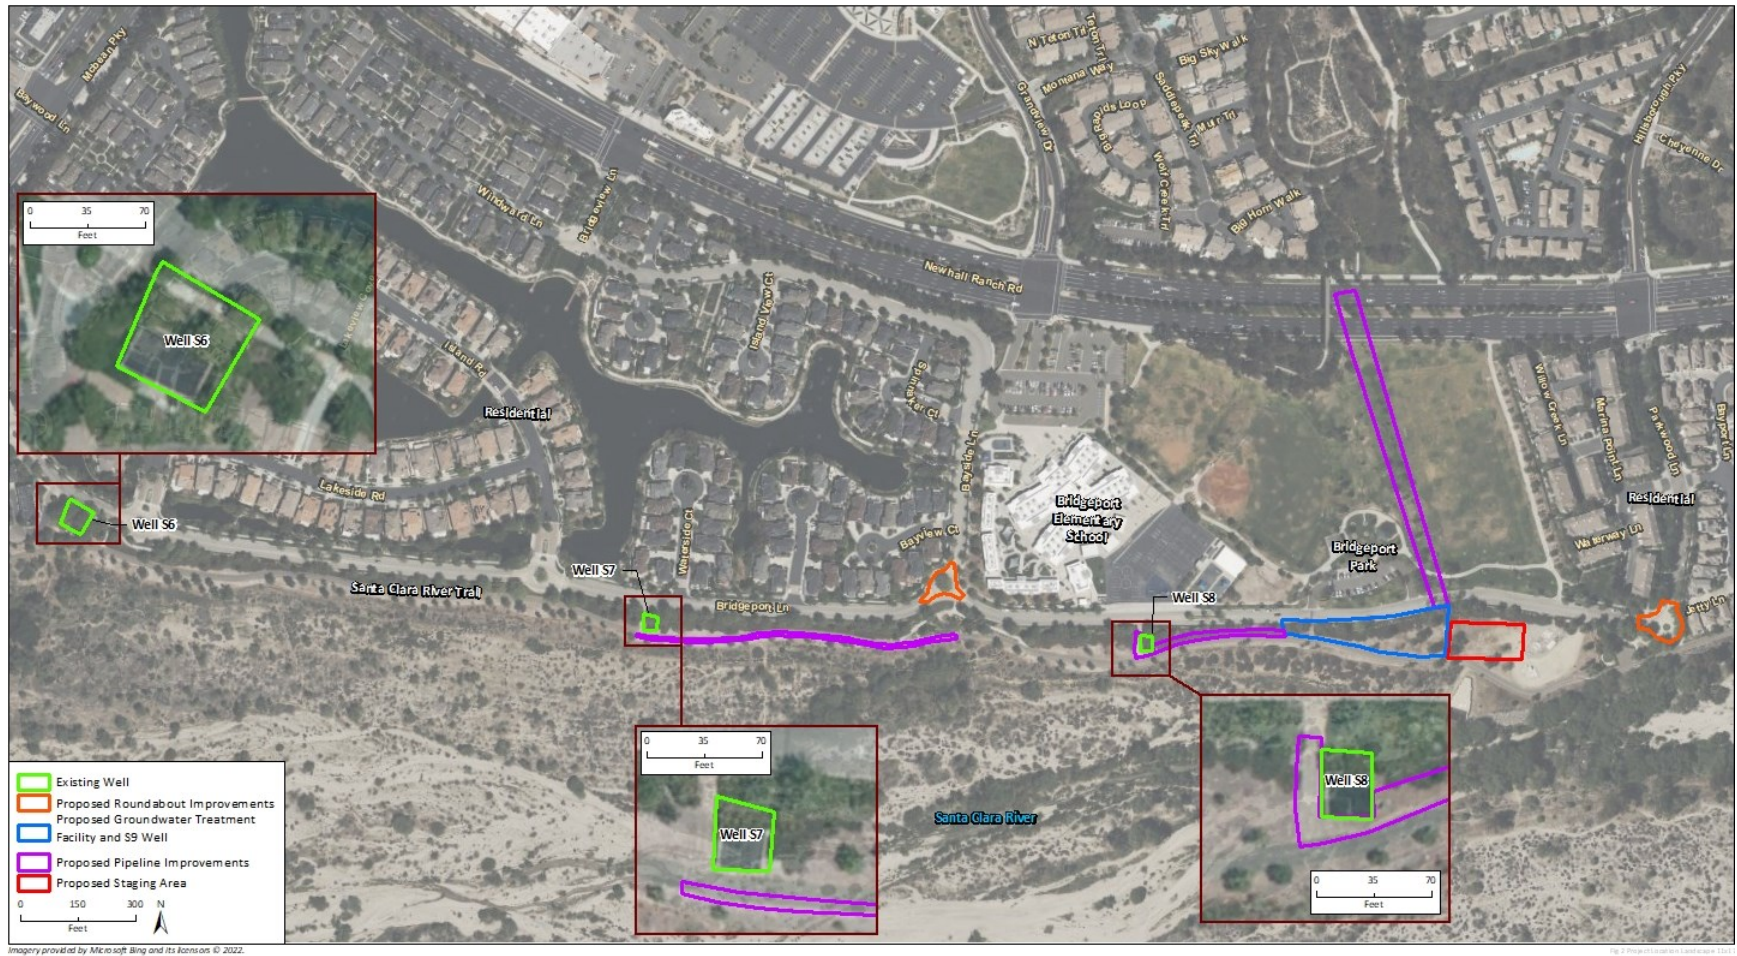 Mcbean Pky
Baywood Ln
Windward Ln
Bridgeview Ln
Newhall Ranch Rd
Grandview Dr
N Teton Trl
Teton Trl
Montana Way
Big Sky Walk
Saddlepeak Trl
Muir Trl
Big Rapids Loop
Wolf Creek Trl
Big Horn Walk
Hillsborough Pky
Cheyenne Dr
0 35 70
Feet
Well S6
Island Rd
Residential
Lakeside Rd
Island View Ct
Spinnaker Ct
Bayside Ln
Waterside Ct
Bayview Ct
Bridgeport
Elementary
School
Bridgeport
Park
Willow Creek Ln
Marina Point Ln
Parkwood Ln
Bayport Ln
Residential
Waterway Ln
Jetty Ln
Well S6
Santa Clara River Trail
Well S7
Bridgeport Ln
Well S8
0 35 70
Feet
Well S7
Santa Clara River
Well S8
0 35 70
Feet
Existing Well
Proposed Roundabout Improvements
Proposed Groundwater Treatment
Facility and S9 Well
Proposed Pipeline Improvements
Proposed Staging Area
0 150 300 N
Feet
Imagery provided by Microsoft Bing and its licensors © 2022.